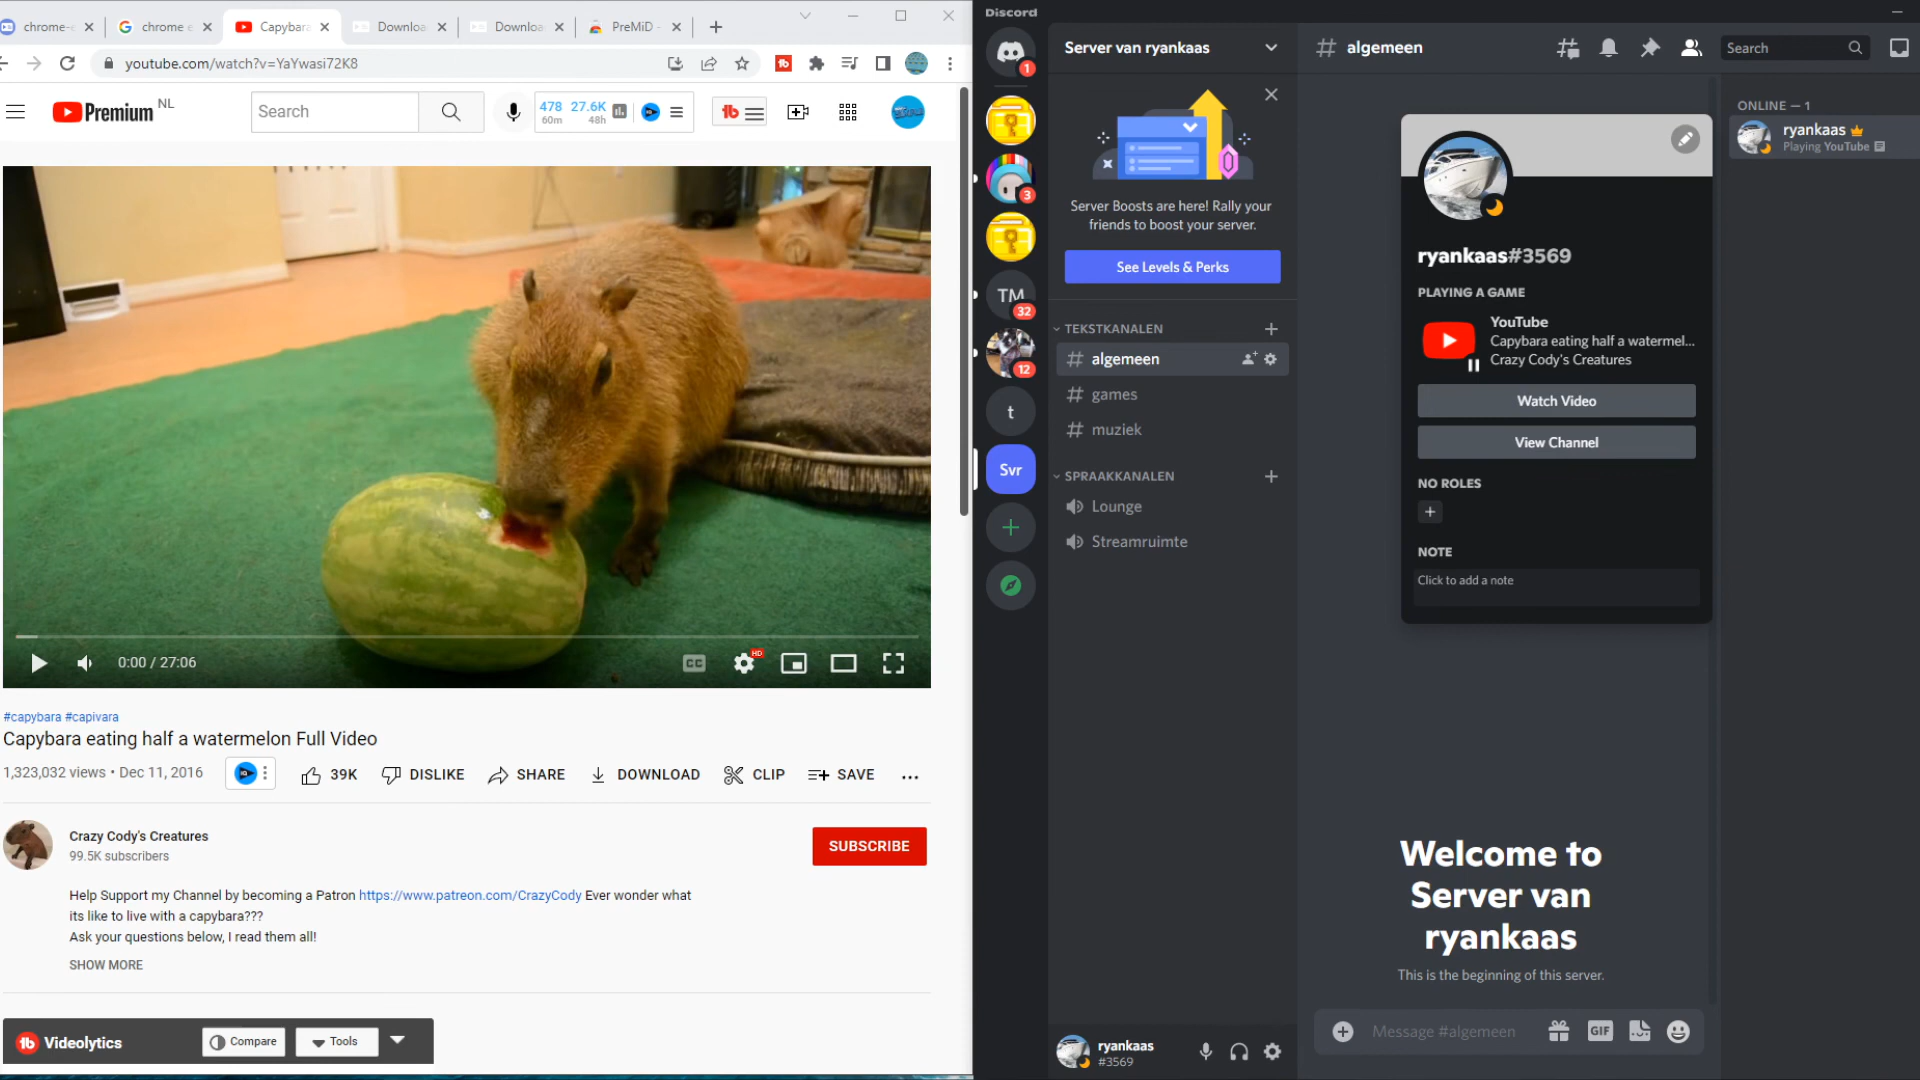 chrome-
chrome e
Capybara
Downloa
Downloa
PreMiD -
youtube.com/watch?v=YaYwasi72K8
Premium NL
Search
478 27.6K
60m 48h
0:00 / 27:06
CC
HD
#capybara #capivara
Capybara eating half a watermelon Full Video
1,323,032 views • Dec 11, 2016
39K
DISLIKE
SHARE
DOWNLOAD
CLIP
SAVE
Crazy Cody's Creatures
99.5K subscribers
SUBSCRIBE
Help Support my Channel by becoming a Patron https://www.patreon.com/CrazyCody Ever wonder what
its like to live with a capybara???
Ask your questions below, I read them all!
SHOW MORE
Videolytics
Compare
Tools
Discord
1
3
TM
32
12
t
Svr
Server van ryankaas
Server Boosts are here! Rally your
friends to boost your server.
See Levels & Perks
TEKSTKANALEN
algemeen
games
muziek
SPRAAKKANALEN
Lounge
Streamruimte
ryankaas
#3569
algemeen
Search
ryankaas#3569
PLAYING A GAME
YouTube
Capybara eating half a watermel...
Crazy Cody's Creatures
Watch Video
View Channel
NO ROLES
NOTE
Click to add a note
Welcome to
Server van
ryankaas
This is the beginning of this server.
Message #algemeen
GIF
ONLINE — 1
ryankaas
Playing YouTube